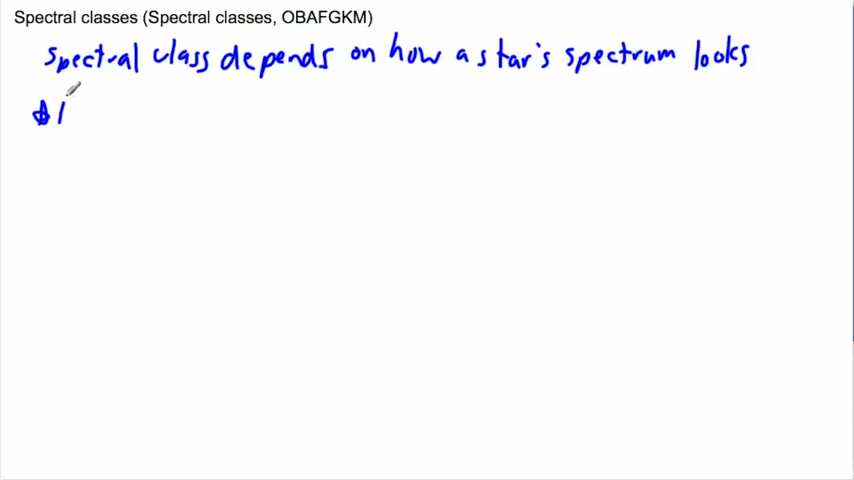 Spectral classes (Spectral classes, OBAFGKM)
spectral class depends on how a star's spectrum looks